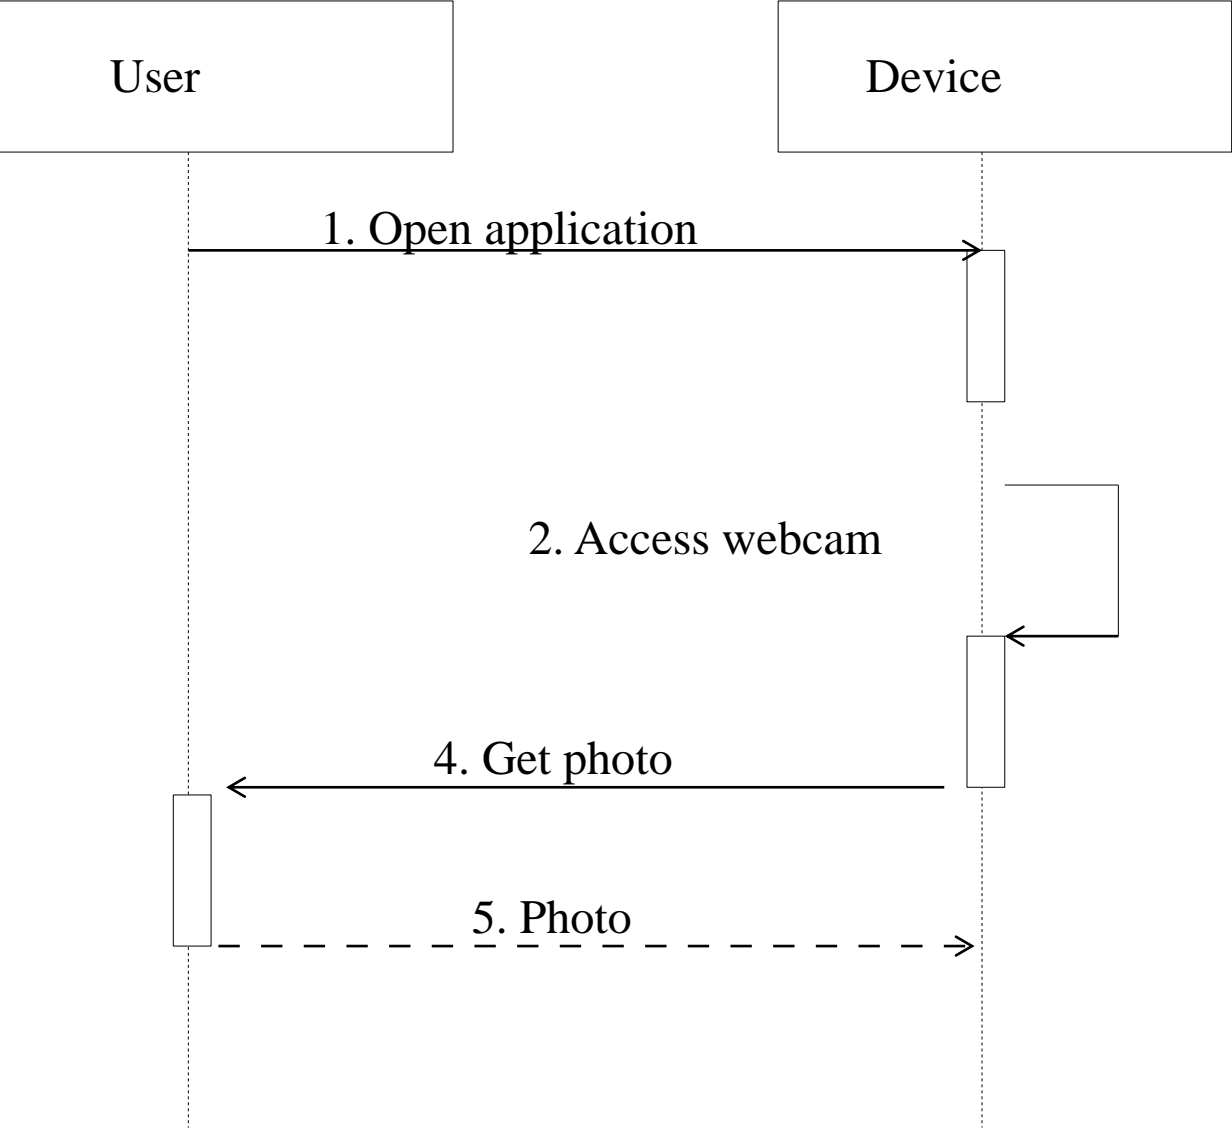 User
Device
1. Open application
2. Access webcam
4. Get photo
5. Photo